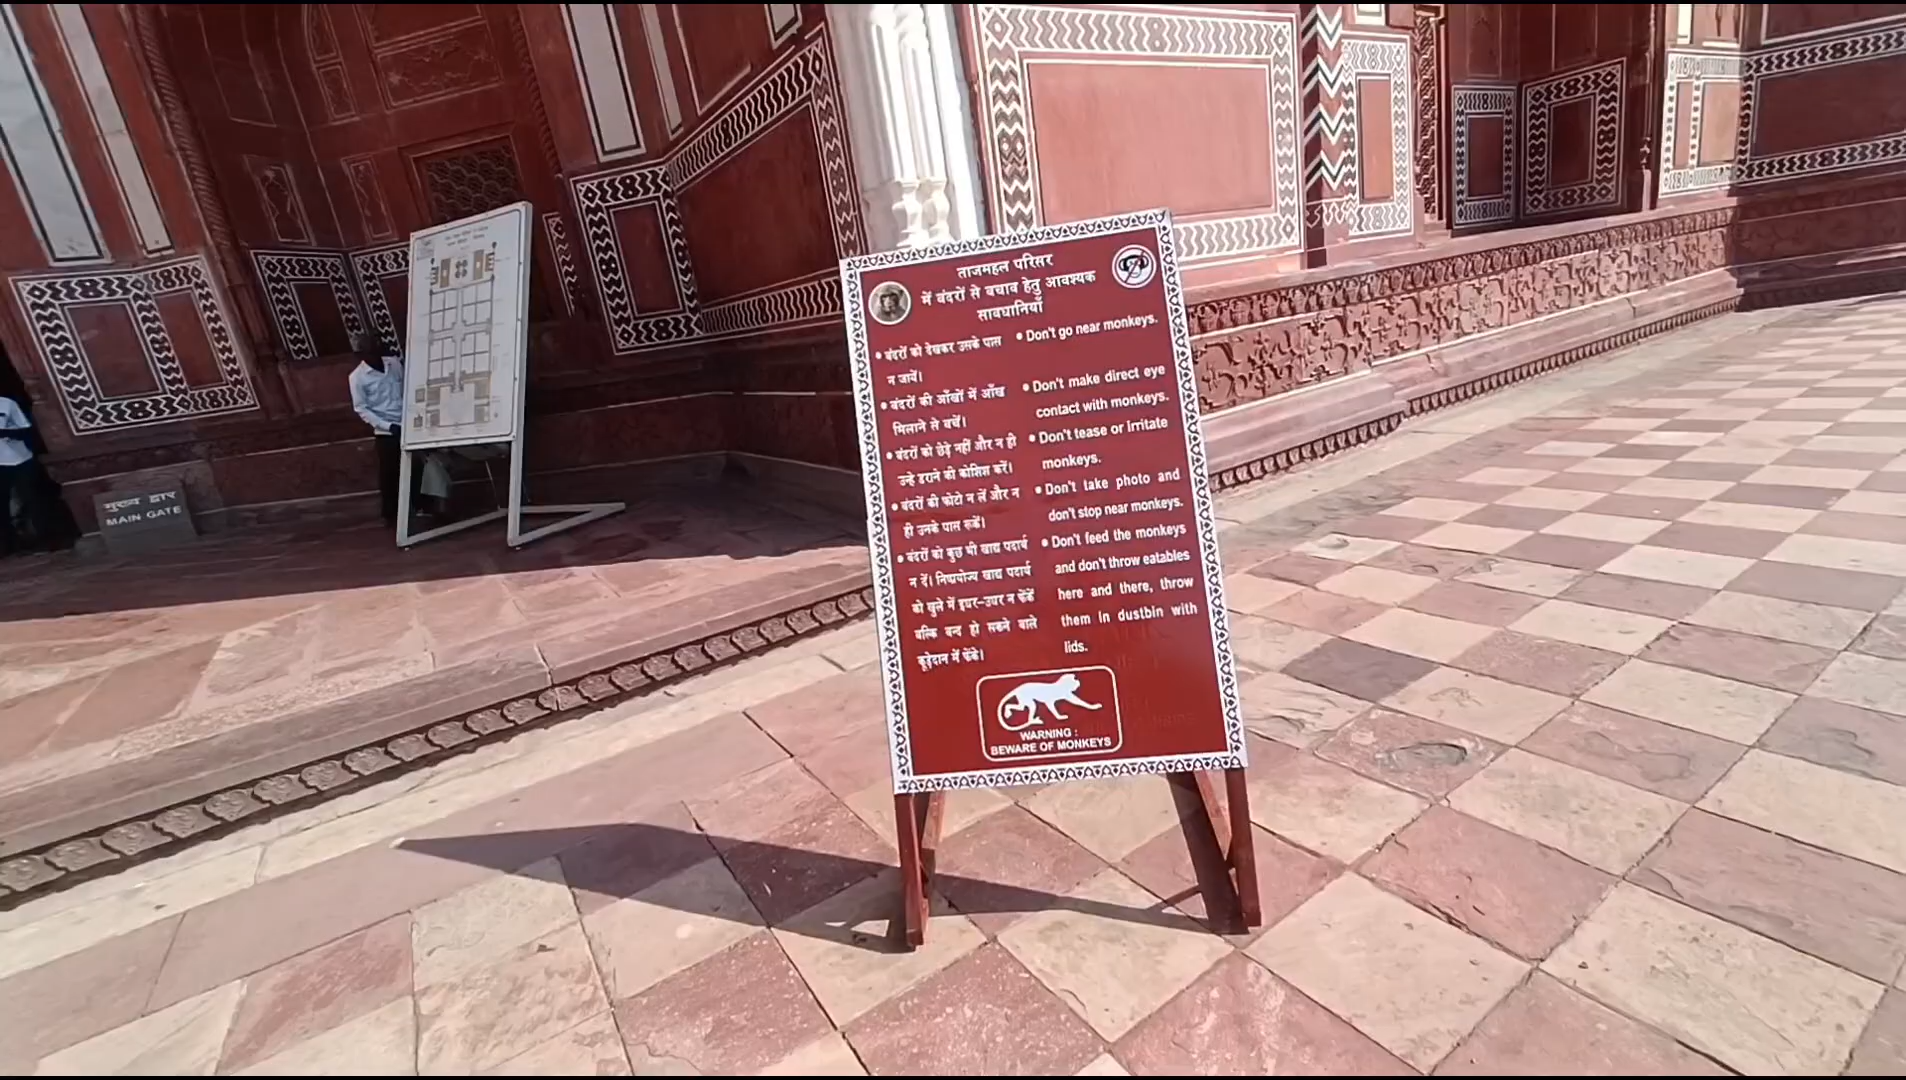 ताजमहल परिसर
में बंदरों से बचाव हेतु आवश्यक
सावधानियाँ
• बंदरों को देखकर उसके पास
न जावें।
• बंदरों की आँखों में आँख
मिलाने से बचें।
• बंदरों को छेड़े नहीं और न ही
उन्हे डराने की कोशिश करें।
• बंदरों की फोटो न लें और न
ही उनके पास रूकें।
• बंदरों को कुछ भी खाद्य पदार्थ
न दें। निष्प्रयोज्य खाद्य पदार्थ
को खुले में इधर-उधर न फेंकें
बल्कि बन्द हो सकने वाले
कूड़ेदान में फेंके।
• Don't go near monkeys.
• Don't make direct eye
contact with monkeys.
• Don't tease or irritate
monkeys.
• Don't take photo and
don't stop near monkeys.
• Don't feed the monkeys
and don't throw eatables
here and there, throw
them in dustbin with
lids.
WARNING :
BEWARE OF MONKEYS
मुख्य द्वार
MAIN GATE